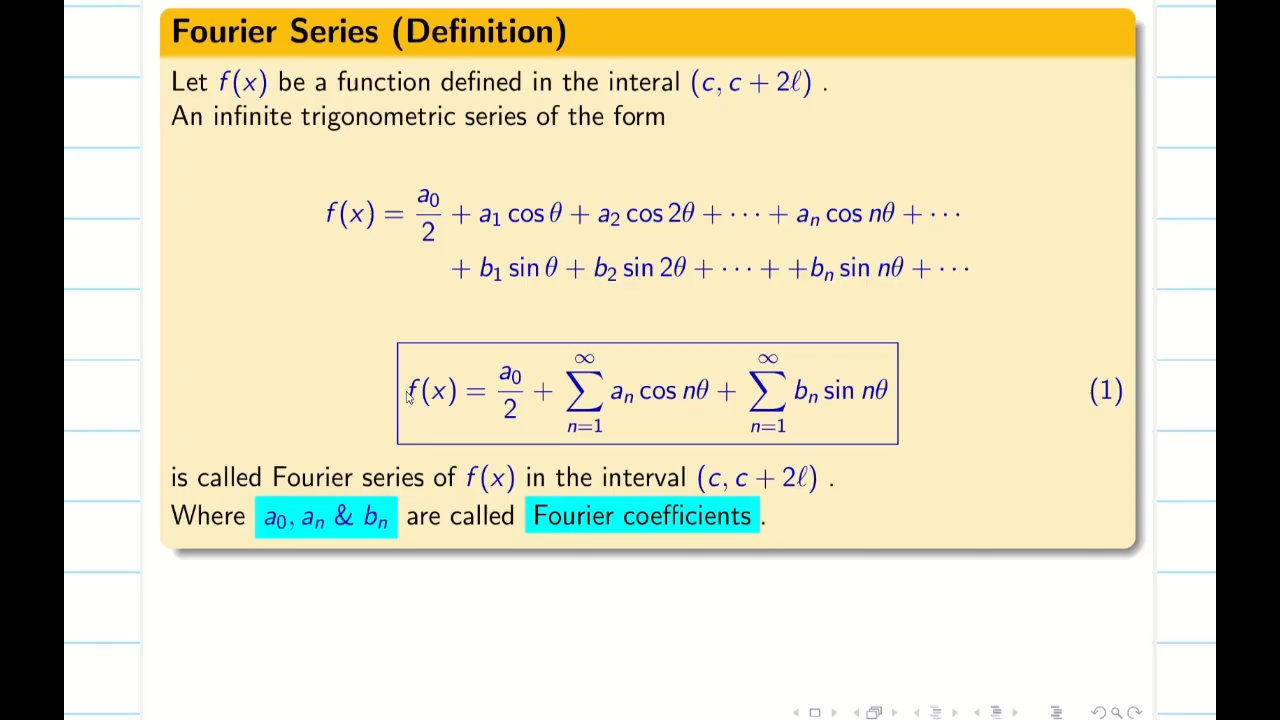 Fourier Series (Definition)
Let f(x) be a function defined in the interal (c, c + 2ℓ) .
An infinite trigonometric series of the form
f(x) = a₀/2 + a₁ cos θ + a₂ cos 2θ + ··· + aₙ cos nθ + ···
+ b₁ sin θ + b₂ sin 2θ + ··· + +bₙ sin nθ + ···
f(x) = a₀/2 + ∑_{n=1}^{∞} aₙ cos nθ + ∑_{n=1}^{∞} bₙ sin nθ (1)
is called Fourier series of f(x) in the interval (c, c + 2ℓ) .
Where a₀, aₙ & bₙ are called Fourier coefficients .